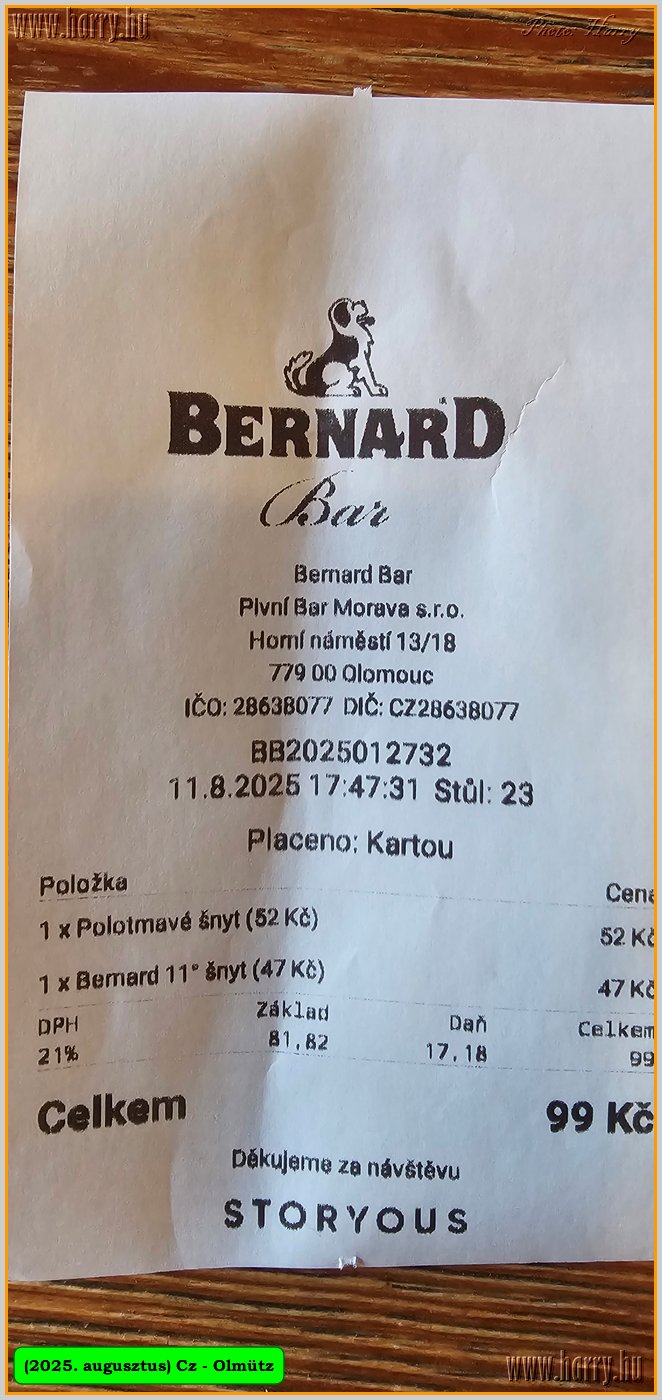 www.horry.hu
Photo: Horry
BERNARD
Bar
Bernard Bar
Pivní Bar Morava s.r.o.
Horní náměstí 13/18
779 00 Olomouc
IČO: 28638077 DIČ: CZ28638077
BB2025012732
11.8.2025 17:47:31 Stůl: 23
Placeno: Kartou
Položka Cena
1 x Polotmavé šnyt (52 Kč) 52 Kč
1 x Bernard 11° šnyt (47 Kč) 47 Kč
DPH Základ Daň Celkem
21% 81,82 17,18 99
Celkem 99 Kč
Děkujeme za návštěvu
STORYOUS
(2025. augusztus) Cz - Olmütz
www.horry.hu